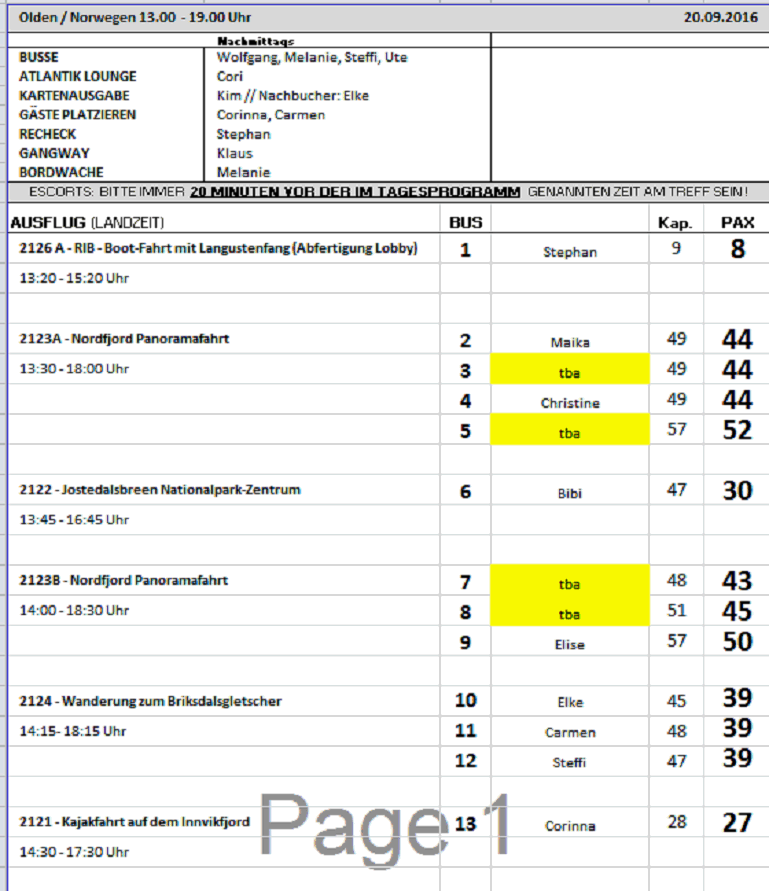 Olden / Norwegen 13.00 - 19.00 Uhr 20.09.2016
Nachmittags
BUSSE Wolfgang, Melanie, Steffi, Ute
ATLANTIK LOUNGE Cori
KARTENAUSGABE Kim // Nachbucher: Elke
GÄSTE PLATZIEREN Corinna, Carmen
RECHECK Stephan
GANGWAY Klaus
BORDWACHE Melanie
ESCORTS: BITTE IMMER 20 MINUTEN VOR DER IM TAGESPROGRAMM GENANNTEN ZEIT AM TREFF SEIN!
AUSFLUG (LANDZEIT) BUS Kap. PAX
2126 A - RIB - Boot-Fahrt mit Langustenfang (Abfertigung Lobby) 1 Stephan 9 8
13:20 - 15:20 Uhr
2123A - Nordfjord Panoramafahrt 2 Maika 49 44
13:30 - 18:00 Uhr 3 tba 49 44
4 Christine 49 44
5 tba 57 52
2122 - Jostedalsbreen Nationalpark-Zentrum 6 Bibi 47 30
13:45 - 16:45 Uhr
2123B - Nordfjord Panoramafahrt 7 tba 48 43
14:00 - 18:30 Uhr 8 tba 51 45
9 Elise 57 50
2124 - Wanderung zum Briksdalsgletscher 10 Elke 45 39
14:15- 18:15 Uhr 11 Carmen 48 39
12 Steffi 47 39
2121 - Kajakfahrt auf dem Innvikfjord 13 Corinna 28 27
14:30 - 17:30 Uhr
Page 1